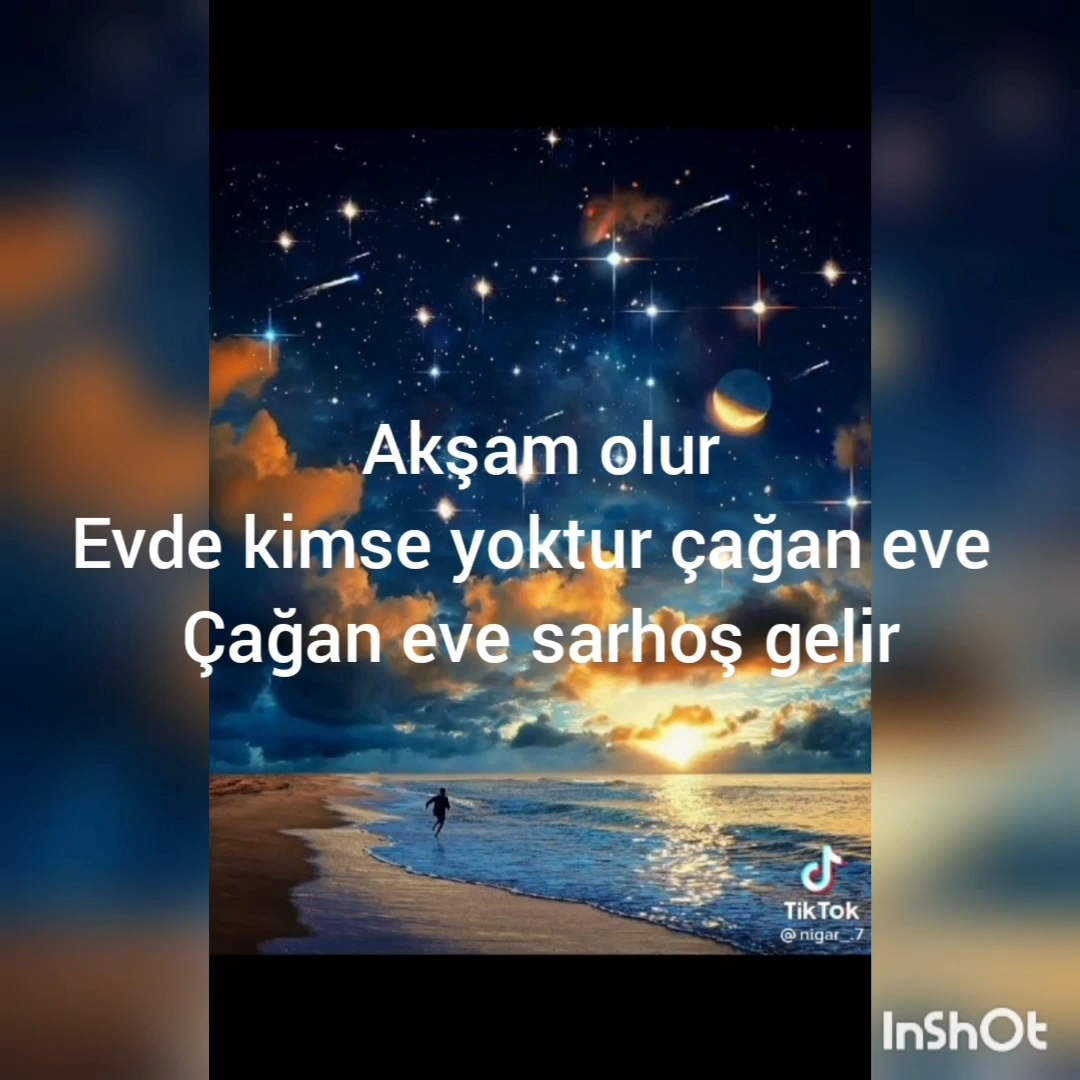 Akşam olur
Evde kimse yoktur çağan eve
Çağan eve sarhoş gelir
TikTok
@nigar_.7
InShOt